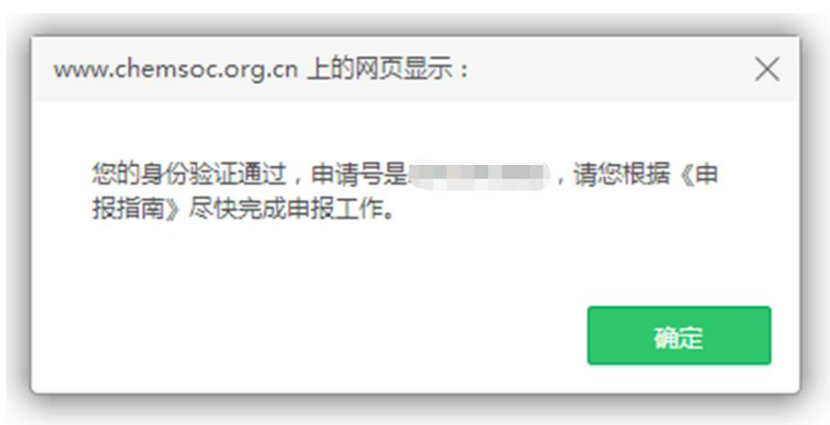 www.chemsoc.org.cn 上的网页显示：
您的身份验证通过，申请号是，请您根据《申
报指南》尽快完成申报工作。
确定